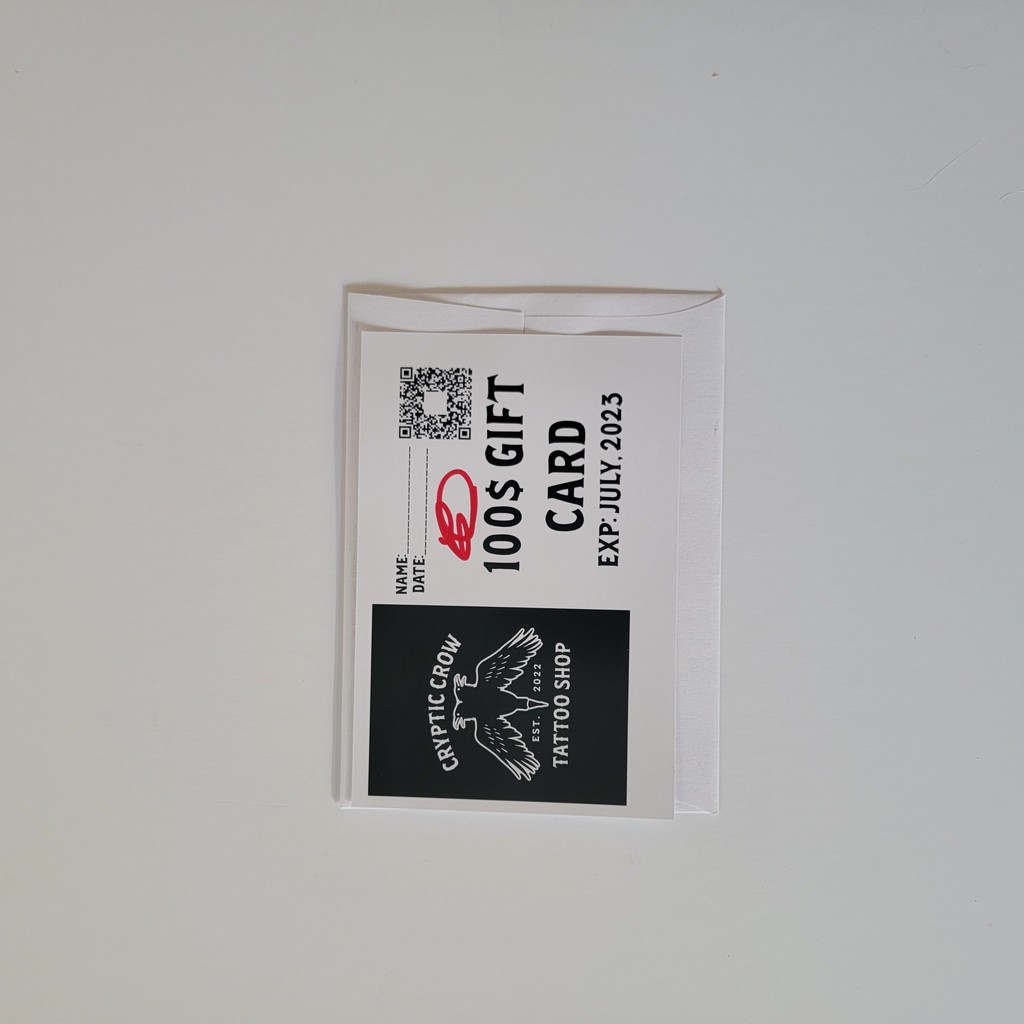 CRYPTIC CROW
EST. 2022
TATTOO SHOP
NAME:
DATE:
100$ GIFT
CARD
EXP: JULY, 2023